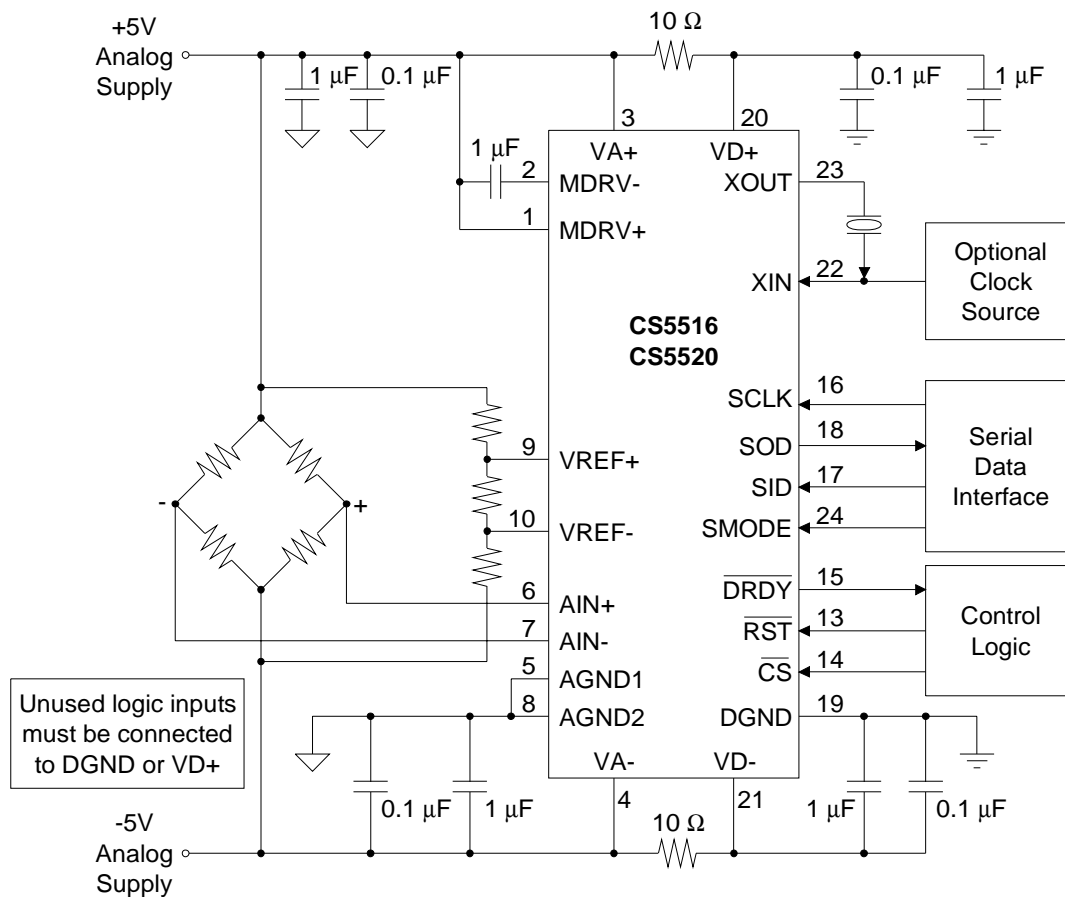 +5V
Analog
Supply
10 Ω
1 μF
0.1 μF
0.1 μF
1 μF
3
20
VA+
VD+
1 μF
2
MDRV-
XOUT
23
1
MDRV+
XIN
22
Optional
Clock
Source
CS5516
CS5520
SCLK
16
SOD
18
SID
17
SMODE
24
Serial
Data
Interface
9
VREF+
-
+
10
VREF-
6
AIN+
7
AIN-
5
AGND1
8
AGND2
DRDY
15
RST
13
CS
14
DGND
19
Control
Logic
Unused logic inputs
must be connected
to DGND or VD+
VA-
VD-
4
21
0.1 μF
1 μF
10 Ω
1 μF
0.1 μF
-5V
Analog
Supply